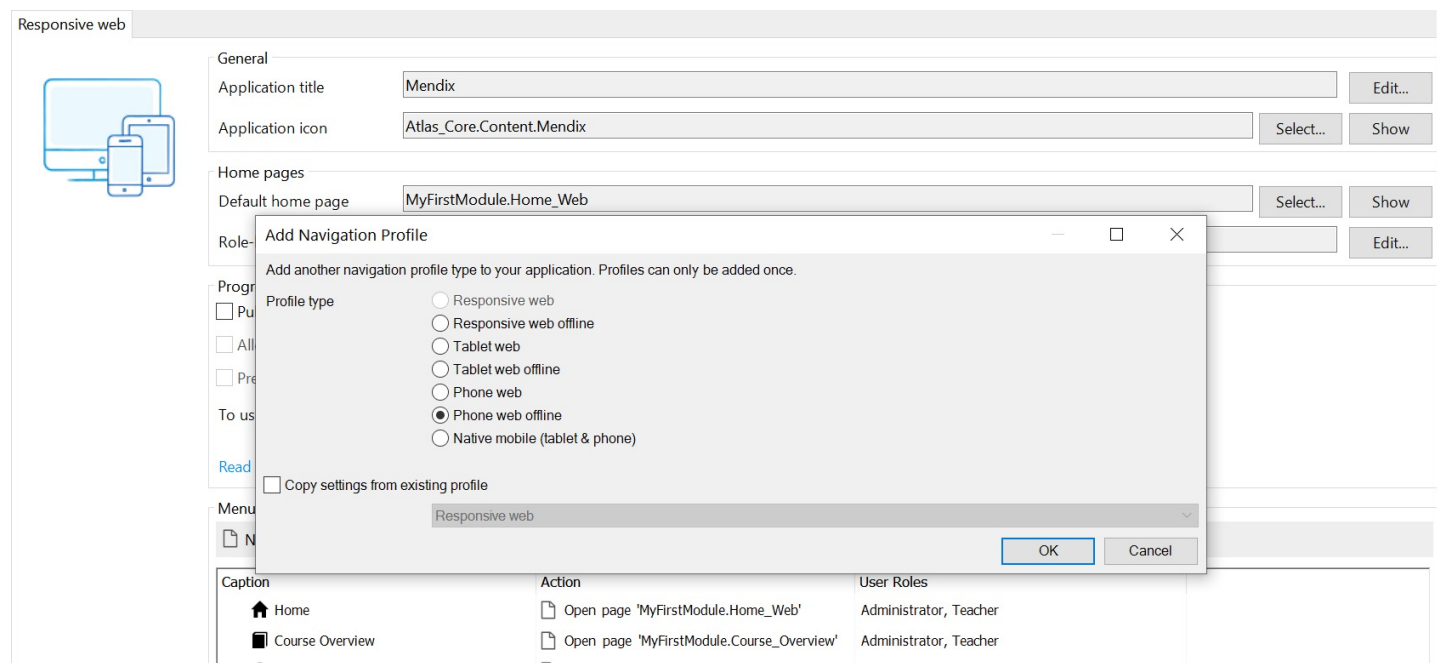 Responsive web
General
Application title Mendix Edit...
Application icon Atlas_Core.Content.Mendix Select... Show
Home pages
Default home page MyFirstModule.Home_Web Select... Show
Role- Edit...
Add Navigation Profile
Add another navigation profile type to your application. Profiles can only be added once.
Progr
Profile type Responsive web
Pu
Responsive web offline
All
Tablet web
Tablet web offline
Pre
Phone web
To us
Phone web offline
Native mobile (tablet & phone)
Read
Copy settings from existing profile
Menu
Responsive web
N
OK Cancel
Caption Action User Roles
Home Open page 'MyFirstModule.Home_Web' Administrator, Teacher
Course Overview Open page 'MyFirstModule.Course_Overview' Administrator, Teacher